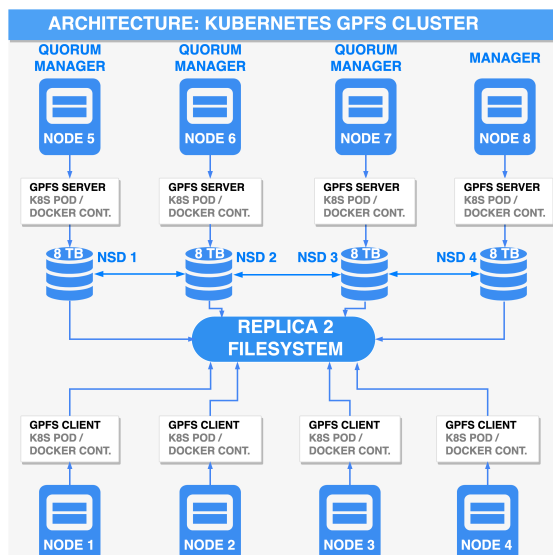 ARCHITECTURE: KUBERNETES GPFS CLUSTER
QUORUM
MANAGER
QUORUM
MANAGER
QUORUM
MANAGER
MANAGER
NODE 5
NODE 6
NODE 7
NODE 8
GPFS SERVER
K8S POD /
DOCKER CONT.
GPFS SERVER
K8S POD /
DOCKER CONT.
GPFS SERVER
K8S POD /
DOCKER CONT.
GPFS SERVER
K8S POD /
DOCKER CONT.
8 TB
NSD 1
8 TB
NSD 2
NSD 3
8 TB
NSD 4
8 TB
REPLICA 2
FILESYSTEM
GPFS CLIENT
K8S POD /
DOCKER CONT.
GPFS CLIENT
K8S POD /
DOCKER CONT.
GPFS CLIENT
K8S POD /
DOCKER CONT.
GPFS CLIENT
K8S POD /
DOCKER CONT.
NODE 1
NODE 2
NODE 3
NODE 4